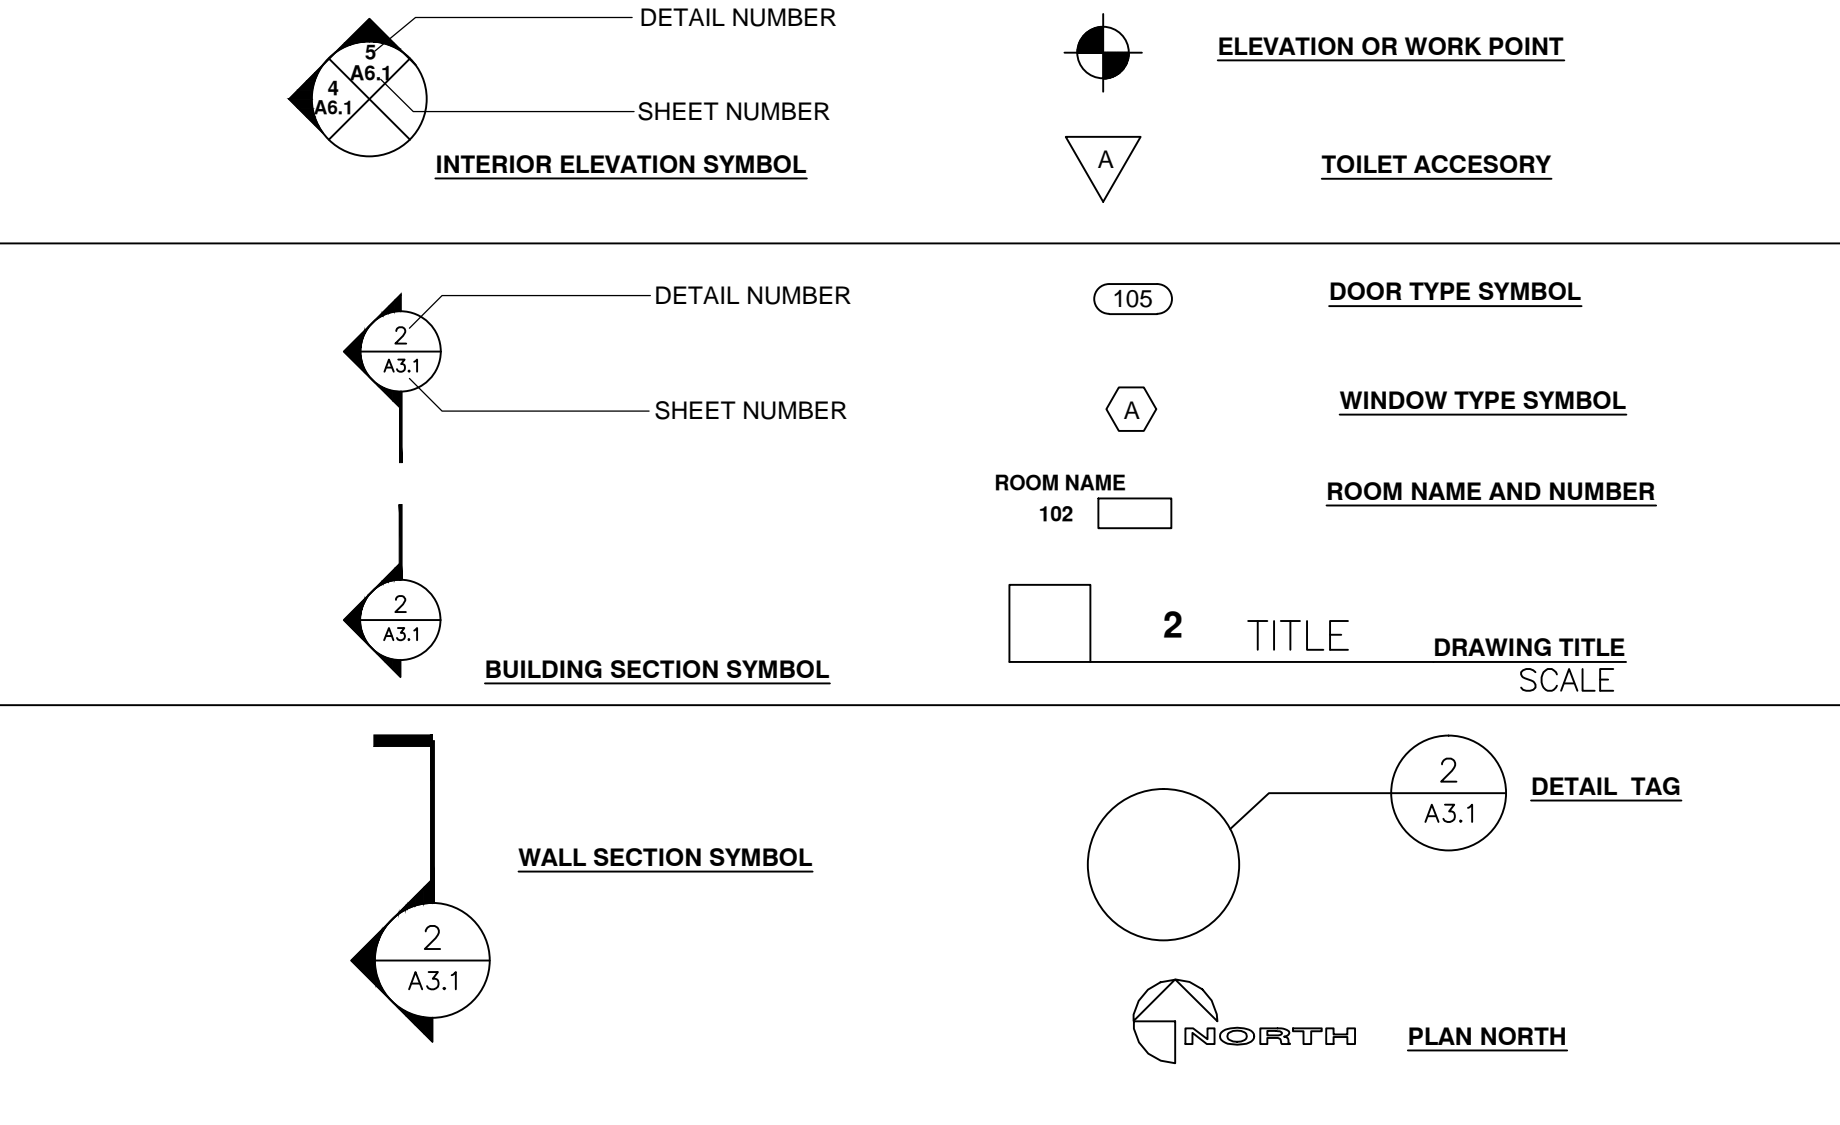 DETAIL NUMBER
5
A6.1
4
A6.1
SHEET NUMBER
INTERIOR ELEVATION SYMBOL
ELEVATION OR WORK POINT
A
TOILET ACCESORY
DETAIL NUMBER
2
A3.1
SHEET NUMBER
2
A3.1
BUILDING SECTION SYMBOL
105
DOOR TYPE SYMBOL
A
WINDOW TYPE SYMBOL
ROOM NAME
102
ROOM NAME AND NUMBER
2 TITLE DRAWING TITLE
SCALE
WALL SECTION SYMBOL
2
A3.1
2
A3.1
DETAIL TAG
NORTH
PLAN NORTH